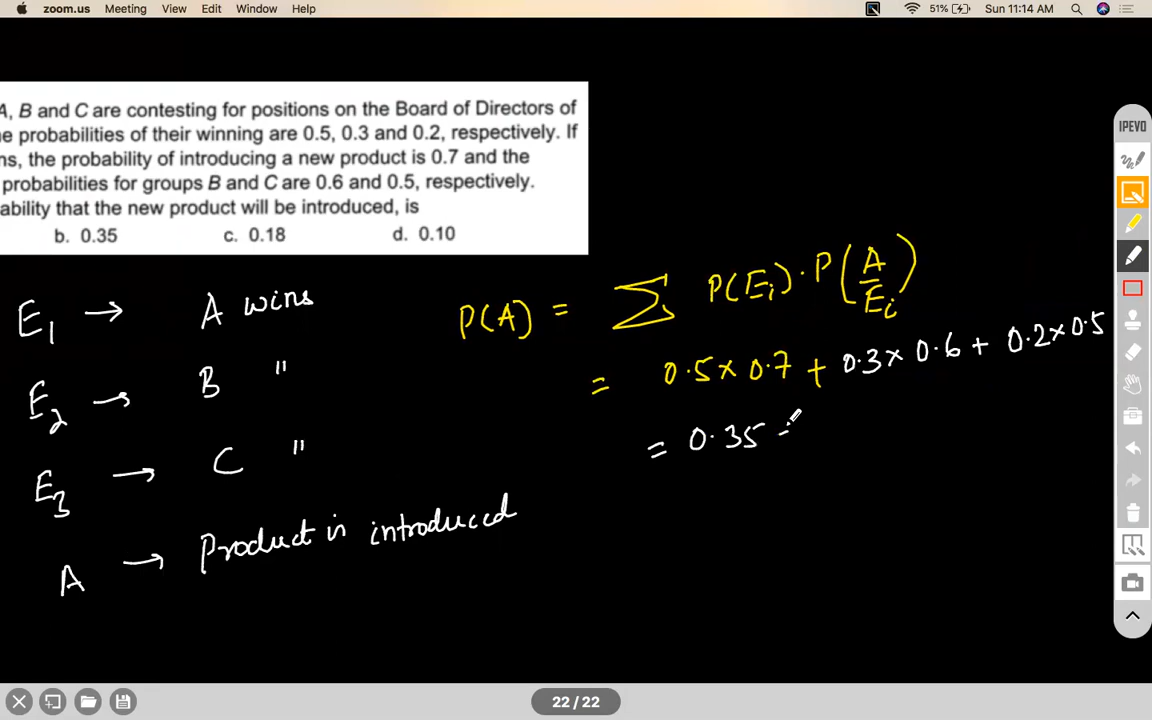 zoom.us Meeting View Edit Window Help 51% Sun 11:14 AM
A, B and C are contesting for positions on the Board of Directors of
e probabilities of their winning are 0.5, 0.3 and 0.2, respectively. If
ns, the probability of introducing a new product is 0.7 and the
probabilities for groups B and C are 0.6 and 0.5, respectively.
ability that the new product will be introduced, is
b. 0.35 c. 0.18 d. 0.10
IPEVO
E₁ → A wins
E₂ → B "
E₃ → C "
A → Product is introduced
P(A) = Σ P(Eᵢ)·P(A/Eᵢ)
= 0.5 × 0.7 + 0.3 × 0.6 + 0.2 × 0.5
= 0.35 -
22 / 22